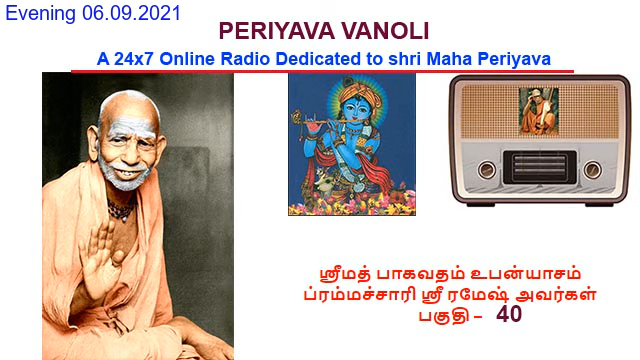 Evening 06.09.2021
PERIYAVA VANOLI
A 24x7 Online Radio Dedicated to shri Maha Periyava
ஸ்ரீமத் பாகவதம் உபன்யாசம்
ப்ரம்மச்சாரி ஸ்ரீ ரமேஷ் அவர்கள்
பகுதி – 40